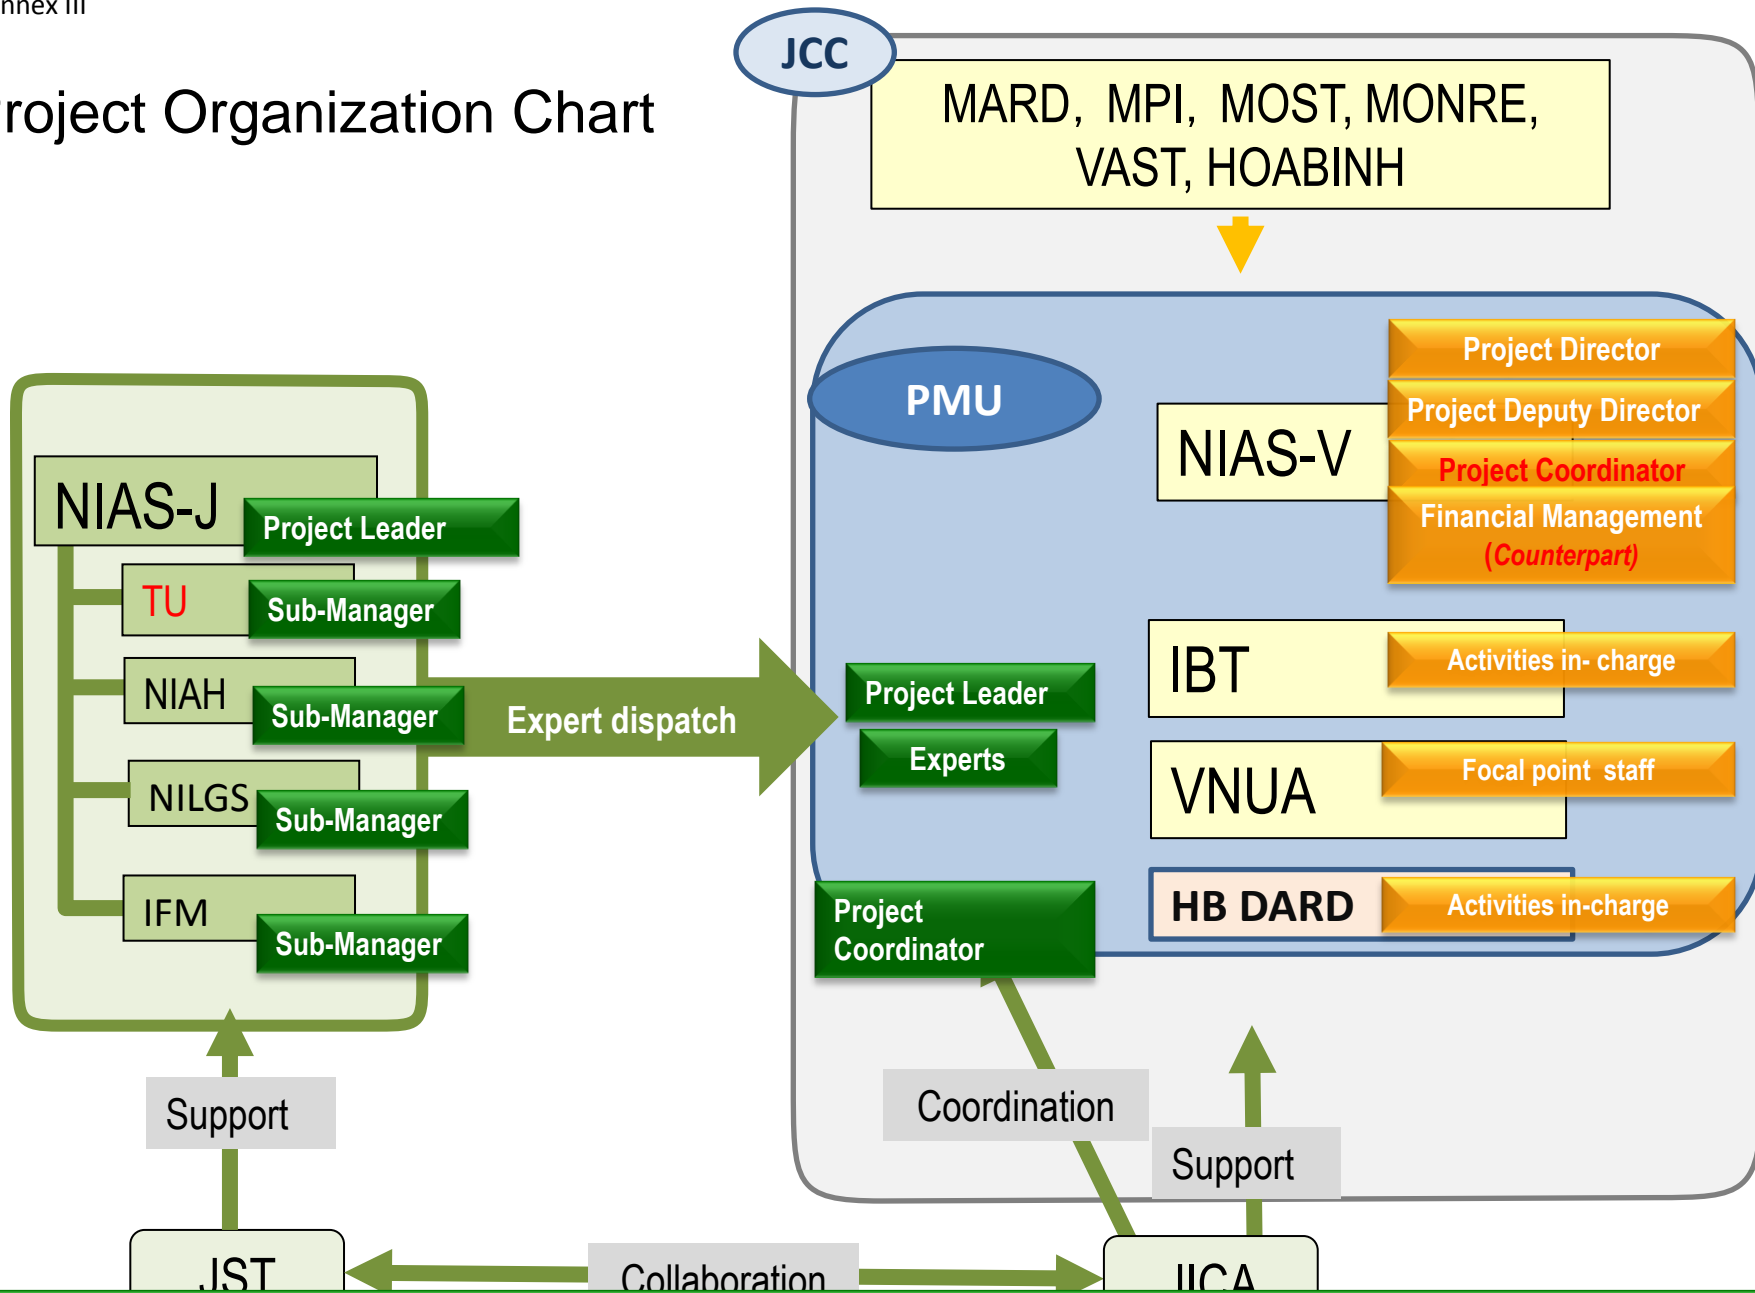 nnex III
roject Organization Chart
JCC
MARD, MPI, MOST, MONRE,
VAST, HOABINH
PMU
NIAS-V
Project Director
Project Deputy Director
Project Coordinator
Financial Management
(Counterpart)
IBT
Activities in- charge
VNUA
Focal point staff
HB DARD
Activities in-charge
Project Leader
Experts
Project
Coordinator
NIAS-J
Project Leader
TU
Sub-Manager
NIAH
Sub-Manager
NILGS
Sub-Manager
IFM
Sub-Manager
Expert dispatch
Support
Coordination
Support
JST
Collaboration
JICA